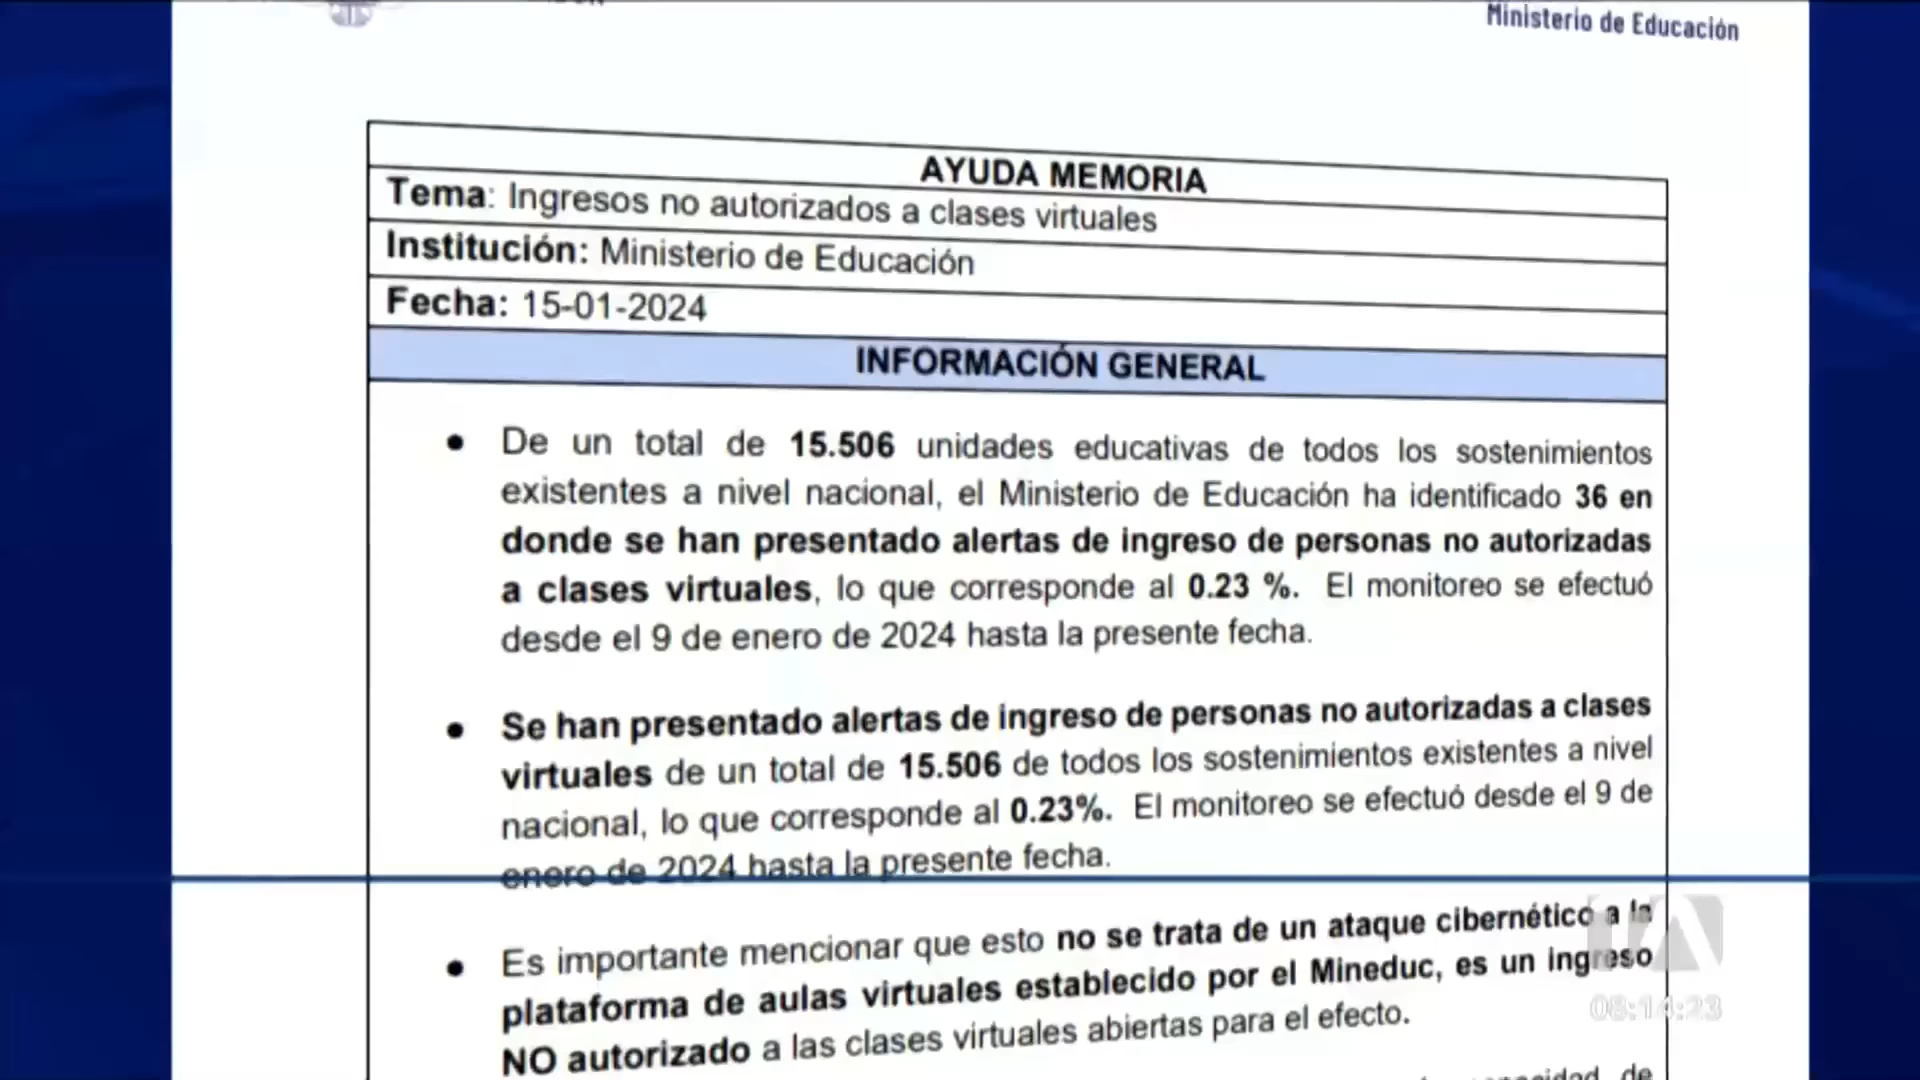 Ministerio de Educación
AYUDA MEMORIA
Tema: Ingresos no autorizados a clases virtuales
Institución: Ministerio de Educación
Fecha: 15-01-2024
INFORMACIÓN GENERAL
• De un total de 15.506 unidades educativas de todos los sostenimientos
existentes a nivel nacional, el Ministerio de Educación ha identificado 36 en
donde se han presentado alertas de ingreso de personas no autorizadas
a clases virtuales, lo que corresponde al 0.23 %. El monitoreo se efectuó
desde el 9 de enero de 2024 hasta la presente fecha.
• Se han presentado alertas de ingreso de personas no autorizadas a clases
virtuales de un total de 15.506 de todos los sostenimientos existentes a nivel
nacional, lo que corresponde al 0.23%. El monitoreo se efectuó desde el 9 de
enero de 2024 hasta la presente fecha.
• Es importante mencionar que esto no se trata de un ataque cibernético a la
plataforma de aulas virtuales establecido por el Mineduc, es un ingreso
NO autorizado a las clases virtuales abiertas para el efecto.
de
TA
08:14:23